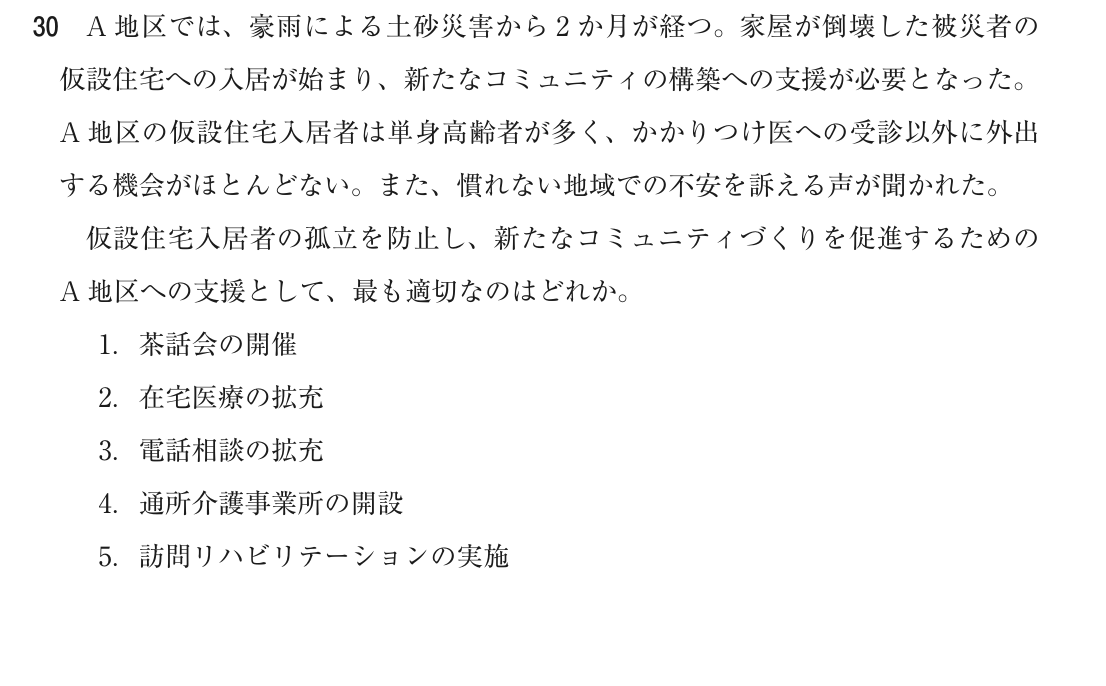 30　A 地区では、豪雨による土砂災害から 2 か月が経つ。家屋が倒壊した被災者の
仮設住宅への入居が始まり、新たなコミュニティの構築への支援が必要となった。
A 地区の仮設住宅入居者は単身高齢者が多く、かかりつけ医への受診以外に外出
する機会がほとんどない。また、慣れない地域での不安を訴える声が聞かれた。
　仮設住宅入居者の孤立を防止し、新たなコミュニティづくりを促進するための
A 地区への支援として、最も適切なのはどれか。
1. 茶話会の開催
2. 在宅医療の拡充
3. 電話相談の拡充
4. 通所介護事業所の開設
5. 訪問リハビリテーションの実施